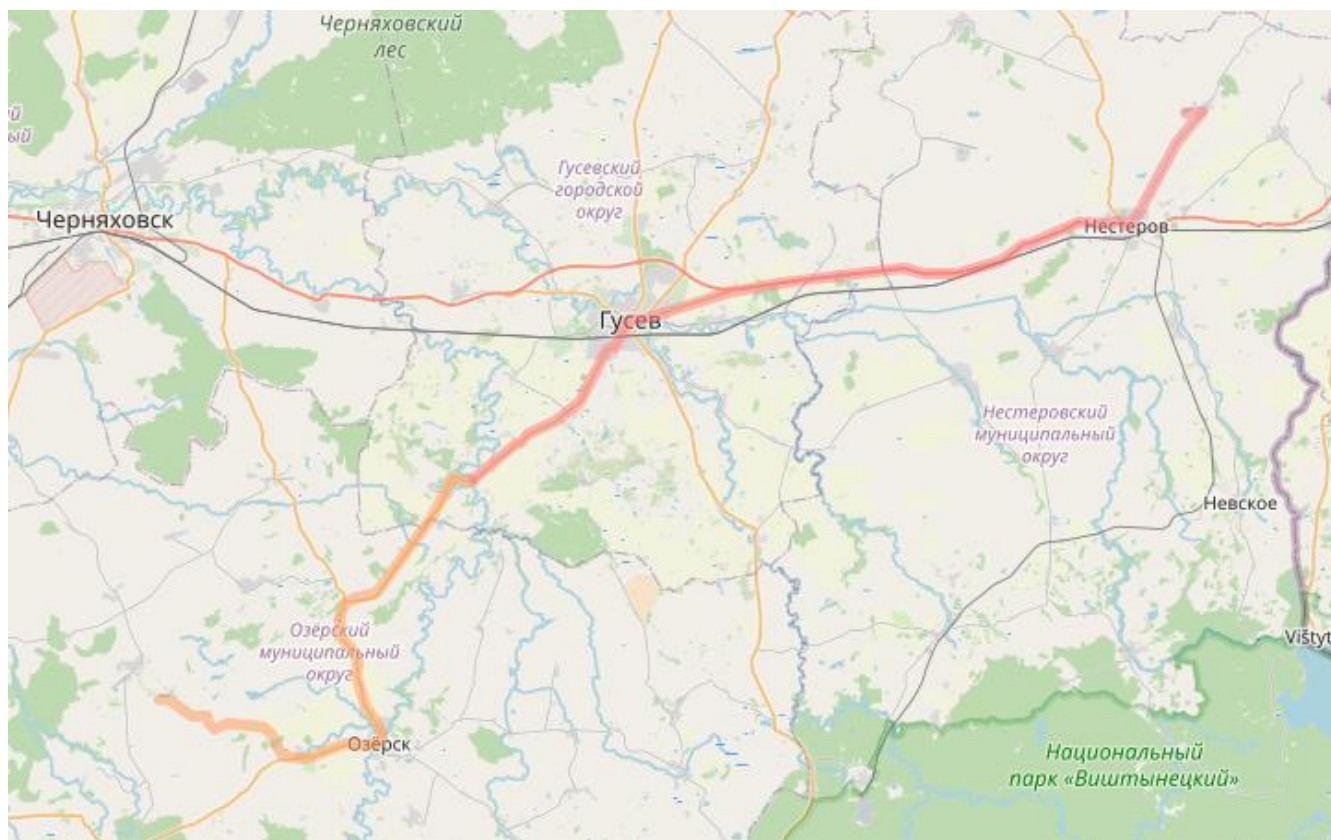 Черняховский
лес
ый
Черняховск
Гусевский
городской
округ
Нестеров
Гусев
Нестеровский
муниципальный
округ
Невское
Озёрский
муниципальный
округ
Vištyt
Озёрск
Национальный
парк «Виштынецкий»